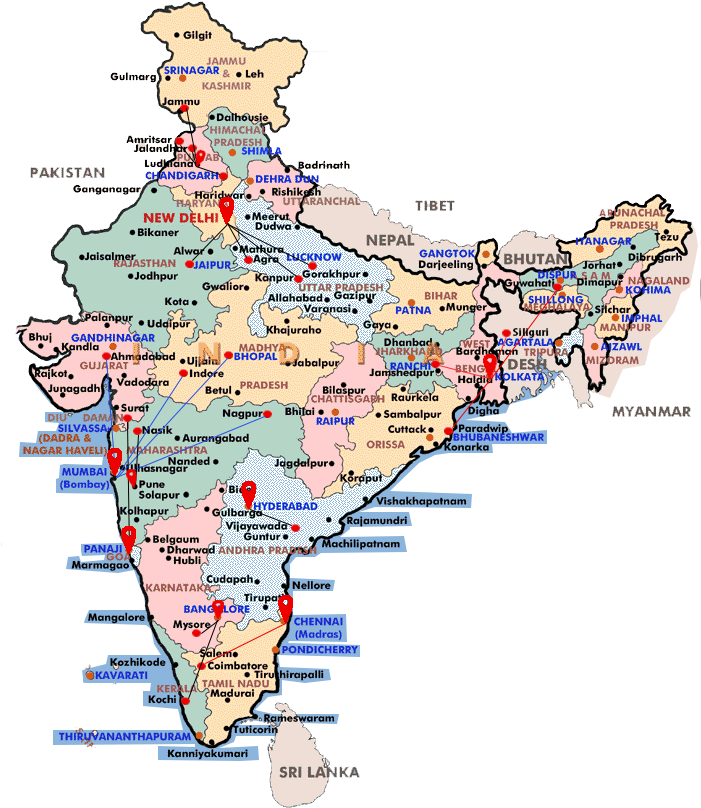 Gilgit
JAMMU
&
KASHMIR
SRINAGAR
Leh
Gulmarg
Jammu
Dalhousie
HIMACHAL
PRADESH
Amritsar
Jalandhar
SHIMLA
Ludhiana
PUNJAB
Badrinath
PAKISTAN
CHANDIGARH
DEHRA DUN
Ganganagar
Haridwar
Rishikesh
UTTARANCHAL
HARYANA
TIBET
NEW DELHI
Meerut
Dudwa
ARUNACHAL
PRADESH
Bikaner
NEPAL
Tezu
ITANAGAR
Alwar
Mathura
GANGTOK
BHUTAN
Dibrugarh
Jaisalmer
RAJASTHAN
JAIPUR
Agra
LUCKNOW
Darjeeling
Jorhat
Jodhpur
Kanpur
Gorakhpur
DISPUR
A S A M
Guwahati
Dimapur
NAGALAND
KOHIMA
Gwalior
UTTAR PRADESH
BIHAR
SHILLONG
MEGHALAYA
Kota
Allahabad
Gazipur
PATNA
Munger
Silchar
IMPHAL
MANIPUR
Varanasi
Palanpur
Udaipur
Khajuraho
Gaya
Siliguri
Bhuj
Kandla
GANDHINAGAR
Dhanbad
AGARTALA
AIZAWL
MADHYA
I N D I A
JHARKHAND
WEST
Bardhaman
TRIPURA
MIZORAM
Ahmadabad
Ujjain
BHOPAL
Jabalpur
RANCHI
BENGAL
DESH
Rajkot
GUJARAT
Indore
Jamshedpur
Haldia
KOLKATA
Junagadh
Vadodara
Betul
PRADESH
Bilaspur
Raurkela
CHATTISGARH
MYANMAR
Surat
Nagpur
Bhilai
Sambalpur
Digha
DIU
DAMAN
RAIPUR
SILVASSA
(DADRA &
NAGAR HAVELI)
Nasik
Cuttack
Paradwip
Aurangabad
BHUBANESHWAR
ORISSA
Konarka
MAHARASHTRA
Nanded
Jagdalpur
MUMBAI
(Bombay)
Ulhasnagar
Koraput
Pune
Solapur
HYDERABAD
Vishakhapatnam
Gulbarga
Kolhapur
Rajamundri
Vijayawada
Guntur
Belgaum
Machilipatnam
PANAJI
GOA
Dharwad
ANDHRA PRADESH
Marmagao
Hubli
Cudapah
Nellore
KARNATAKA
Tirupati
BANGALORE
Mangalore
Mysore
CHENNAI
(Madras)
Salem
PONDICHERRY
Kozhikode
Coimbatore
KAVARATI
Tiruthirapalli
KERALA
TAMIL NADU
Kochi
Madurai
Rameswaram
THIRUVANANTHAPURAM
Tuticorin
Kanniyakumari
SRI LANKA